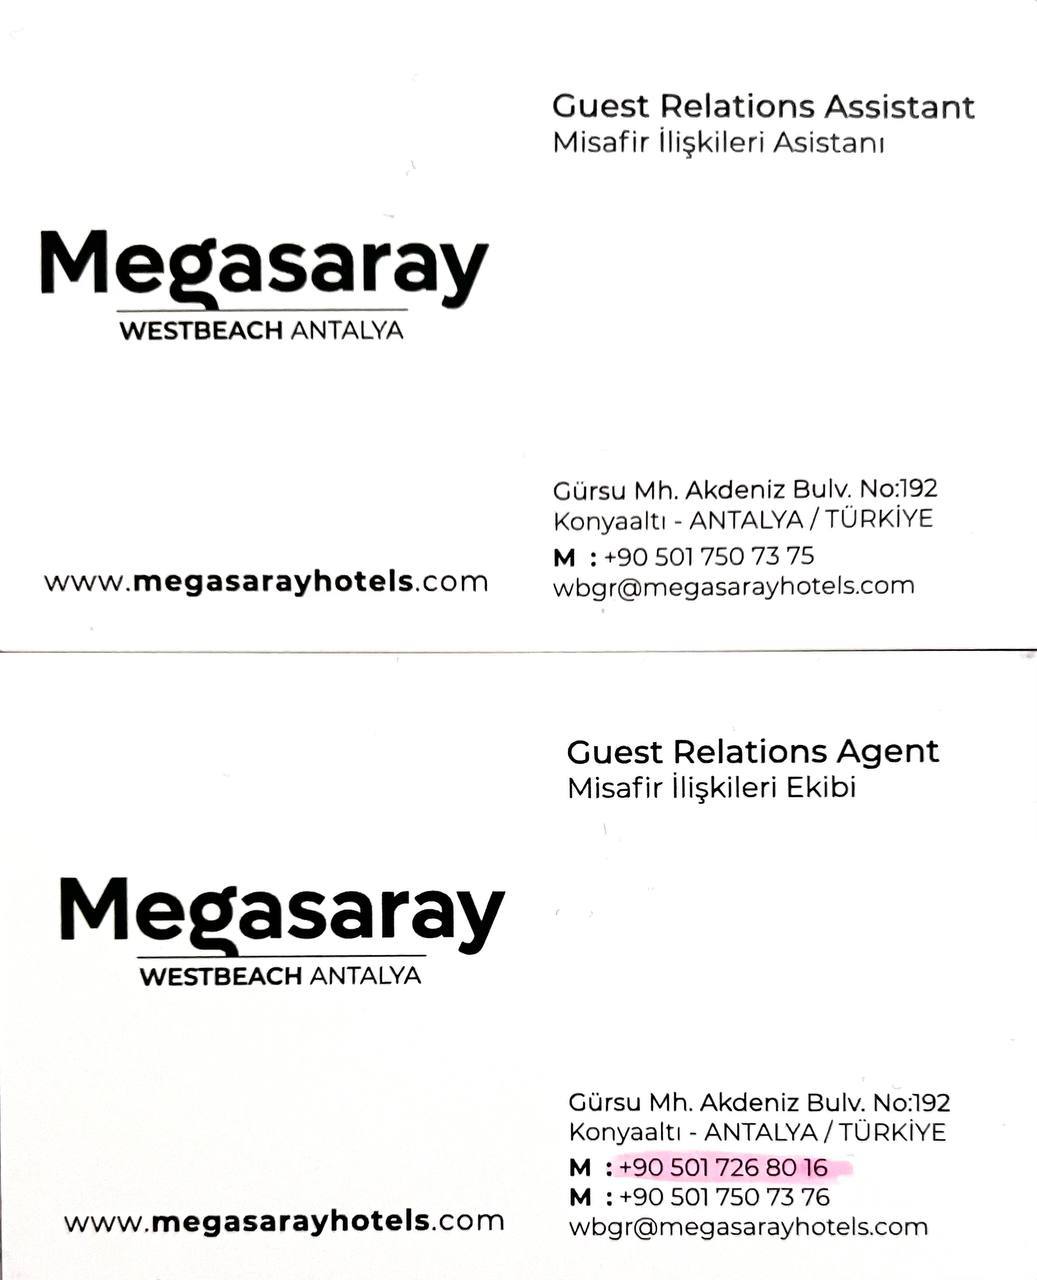 Guest Relations Assistant
Misafir İlişkileri Asistanı
Megasaray
WESTBEACH ANTALYA
Gürsu Mh. Akdeniz Bulv. No:192
Konyaaltı - ANTALYA / TÜRKİYE
M : +90 501 750 73 75
wbgr@megasarayhotels.com
www.megasarayhotels.com
Guest Relations Agent
Misafir İlişkileri Ekibi
Megasaray
WESTBEACH ANTALYA
Gürsu Mh. Akdeniz Bulv. No:192
Konyaaltı - ANTALYA / TÜRKİYE
M : +90 501 726 80 16
M : +90 501 750 73 76
wbgr@megasarayhotels.com
www.megasarayhotels.com